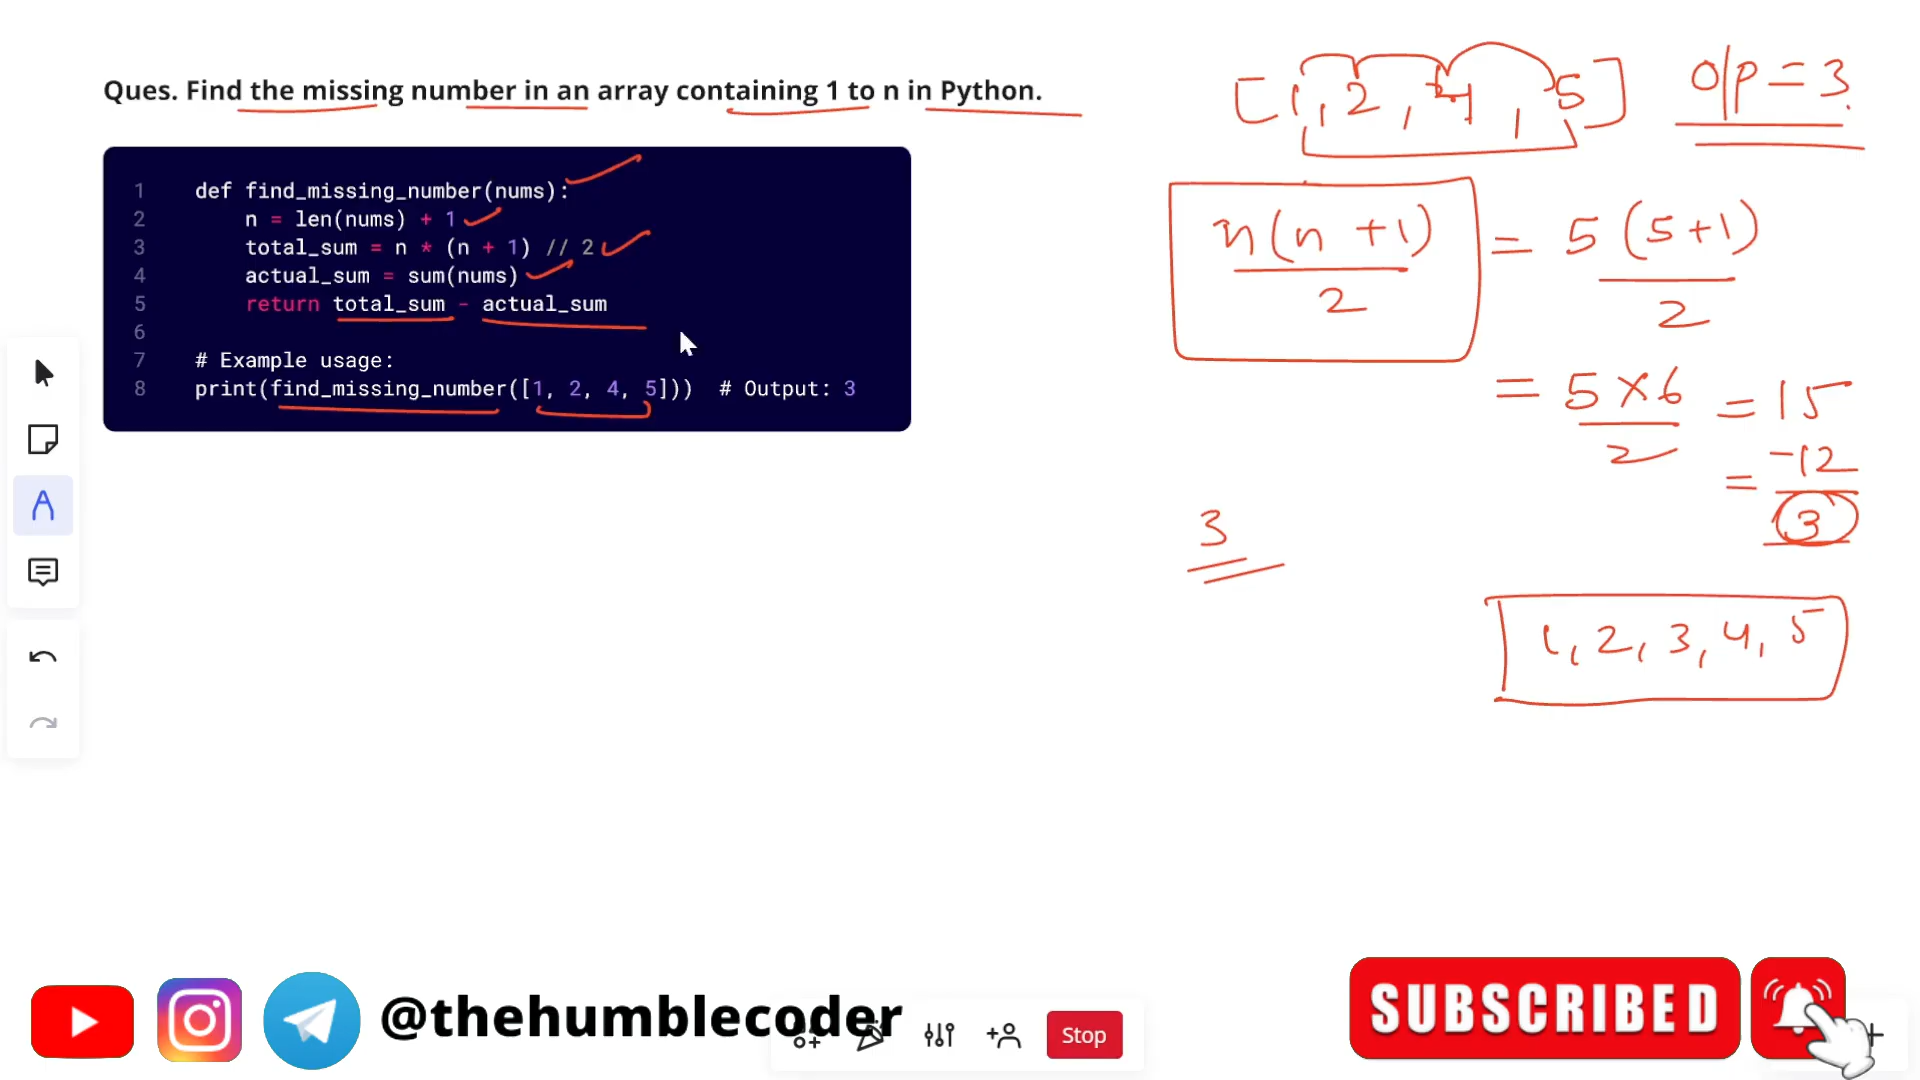 Ques. Find the missing number in an array containing 1 to n in Python.
1 def find_missing_number(nums):
2 n = len(nums) + 1
3 total_sum = n * (n + 1) // 2
4 actual_sum = sum(nums)
5 return total_sum - actual_sum
6
7 # Example usage:
8 print(find_missing_number([1, 2, 4, 5])) # Output: 3
[1, 2, 4, 5] o/p = 3
n(n+1) = 5(5+1)
2 2
= 5×6 = 15
2
-12
= 3
3
1, 2, 3, 4, 5
@thehumblecoder
Stop
SUBSCRIBED